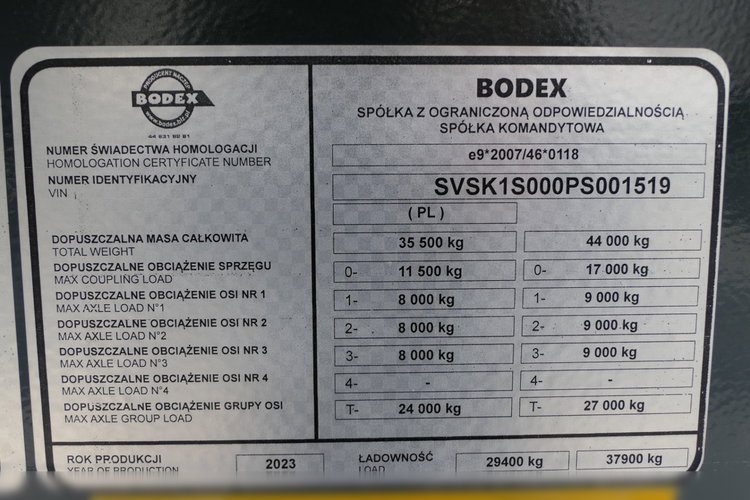 PRODUCENT NACZEP
BODEX
www.bodex.biz.pl
BODEX
SPÓŁKA Z OGRANICZONĄ ODPOWIEDZIALNOŚCIĄ
SPÓŁKA KOMANDYTOWA
NUMER ŚWIADECTWA HOMOLOGACJI
HOMOLOGATION CERTIFICATE NUMBER
e9*2007/46*0118
NUMER IDENTYFIKACYJNY
VIN
SVSK1S000PS001519
( PL )
DOPUSZCZALNA MASA CAŁKOWITA
TOTAL WEIGHT
35 500 kg 44 000 kg
DOPUSZCZALNE OBCIĄŻENIE SPRZĘGU
MAX COUPLING LOAD
0- 11 500 kg 0- 17 000 kg
DOPUSZCZALNE OBCIĄŻENIE OSI NR 1
MAX AXLE LOAD N°1
1- 8 000 kg 1- 9 000 kg
DOPUSZCZALNE OBCIĄŻENIE OSI NR 2
MAX AXLE LOAD N°2
2- 8 000 kg 2- 9 000 kg
DOPUSZCZALNE OBCIĄŻENIE OSI NR 3
MAX AXLE LOAD N°3
3- 8 000 kg 3- 9 000 kg
DOPUSZCZALNE OBCIĄŻENIE OSI NR 4
MAX AXLE LOAD N°4
4- - 4- -
DOPUSZCZALNE OBCIĄŻENIE GRUPY OSI
MAX AXLE GROUP LOAD
T- 24 000 kg T- 27 000 kg
ROK PRODUKCJI
YEAR OF PRODUCTION
2023
ŁADOWNOŚĆ
LOAD
29400 kg 37900 kg